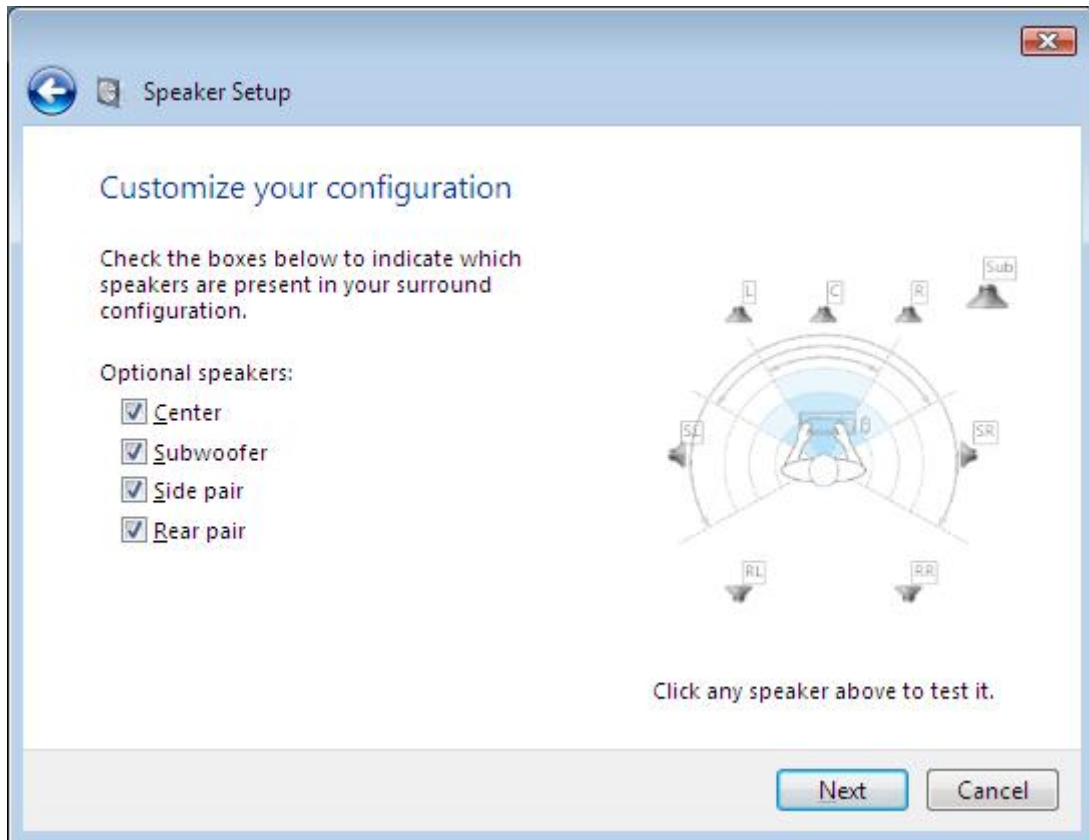 Speaker Setup
Customize your configuration
Check the boxes below to indicate which
speakers are present in your surround
configuration.
Optional speakers:
Center
Subwoofer
Side pair
Rear pair
Sub
L
C
R
SL
θ
SR
RL
RR
Click any speaker above to test it.
Next
Cancel